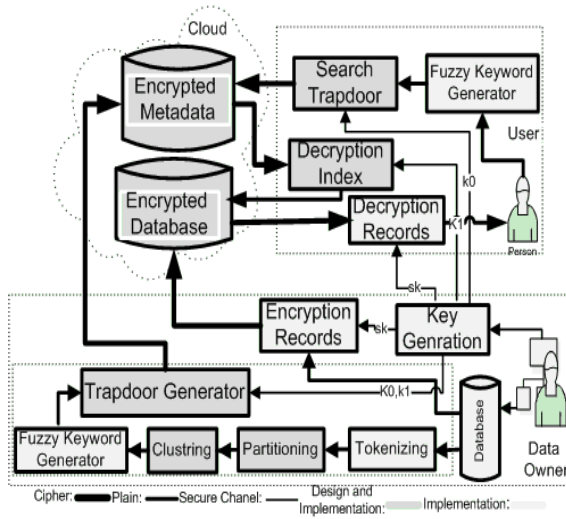 Cloud
Encrypted
Metadata
Search
Trapdoor
Fuzzy Keyword
Generator
User
Decryption
Index
k0
Encrypted
Database
Decryption
Records
K1
Person
sk
Encryption
Records
sk
Key
Genration
Trapdoor Generator
K0,k1
Fuzzy Keyword
Generator
Clustring
Partitioning
Tokenizing
Database
Data
Owner
Cipher: Plain: Secure Chanel: Design and
Implementation: Implementation: